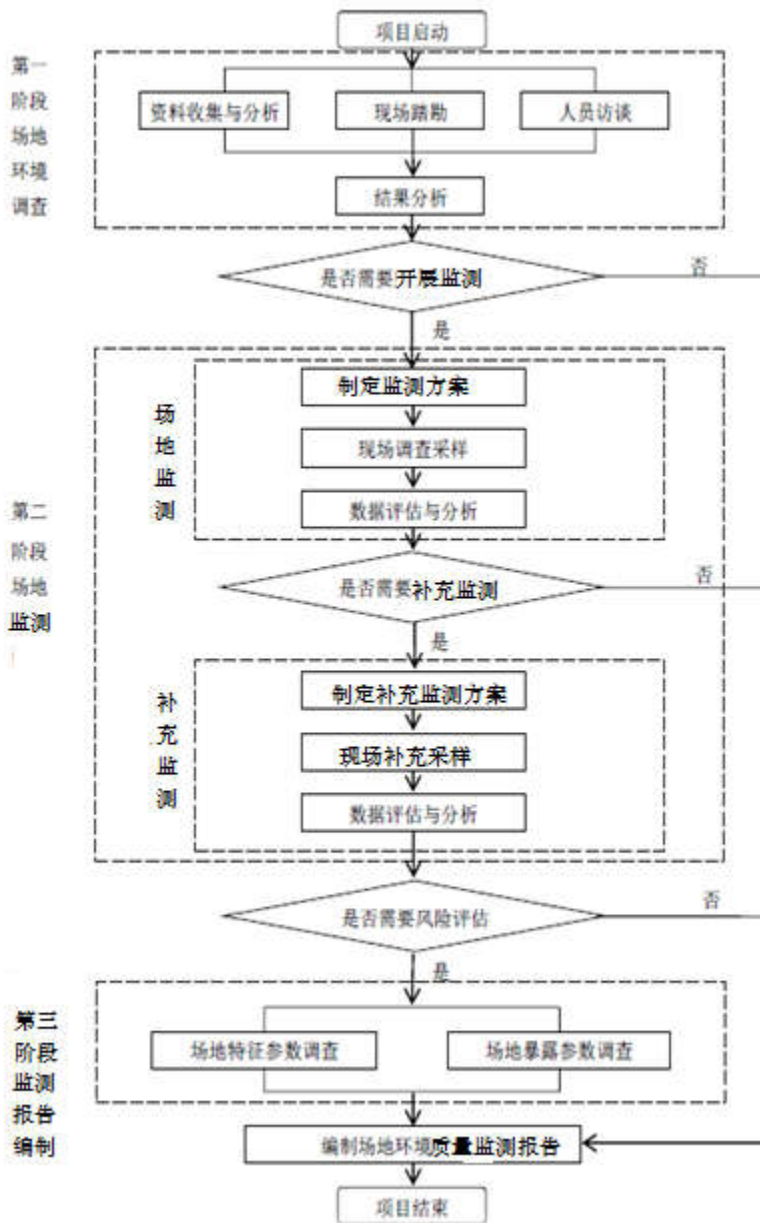 项目启动
第一
阶段
场地
环境
调查
资料收集与分析
现场踏勘
人员访谈
结果分析
是否需要开展监测
否
是
第二
阶段
场地
监测
场
地
监
测
制定监测方案
现场调查采样
数据评估与分析
是否需要补充监测
否
是
补
充
监
测
制定补充监测方案
现场补充采样
数据评估与分析
是否需要风险评估
否
是
第三
阶段
监测
报告
编制
场地特征参数调查
场地暴露参数调查
编制场地环境质量监测报告
项目结束